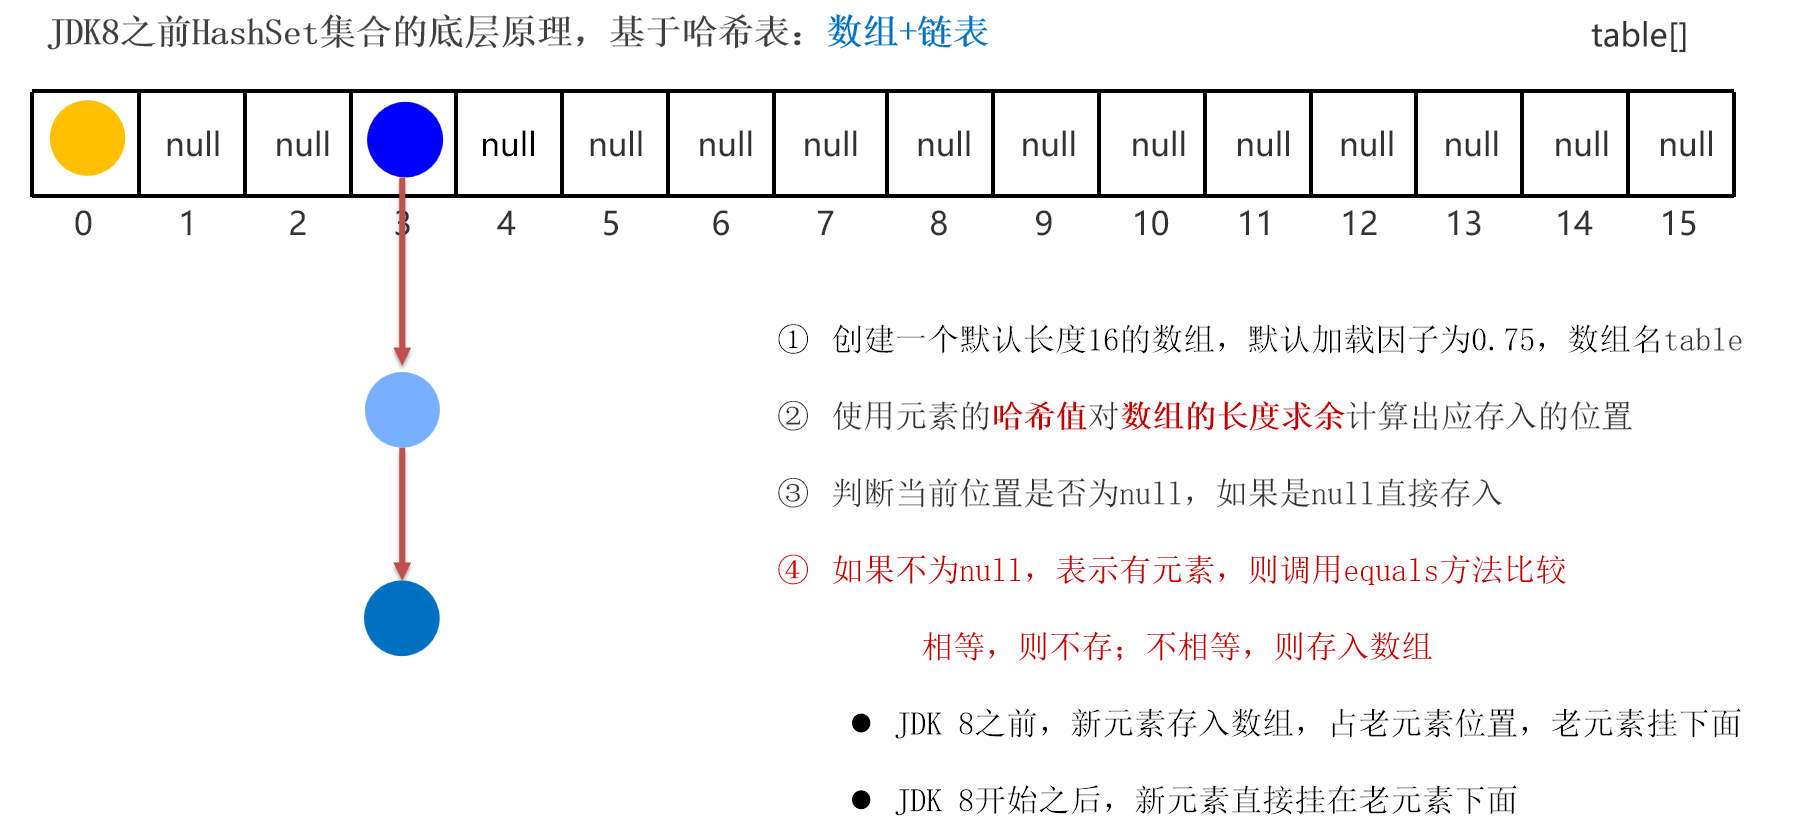 JDK8之前HashSet集合的底层原理，基于哈希表：数组+链表
table[]
null null null null null null null null null null null null null null
0 1 2 3 4 5 6 7 8 9 10 11 12 13 14 15
① 创建一个默认长度16的数组，默认加载因子为0.75，数组名table
② 使用元素的哈希值对数组的长度求余计算出应存入的位置
③ 判断当前位置是否为null，如果是null直接存入
④ 如果不为null，表示有元素，则调用equals方法比较
相等，则不存；不相等，则存入数组
● JDK 8之前，新元素存入数组，占老元素位置，老元素挂下面
● JDK 8开始之后，新元素直接挂在老元素下面